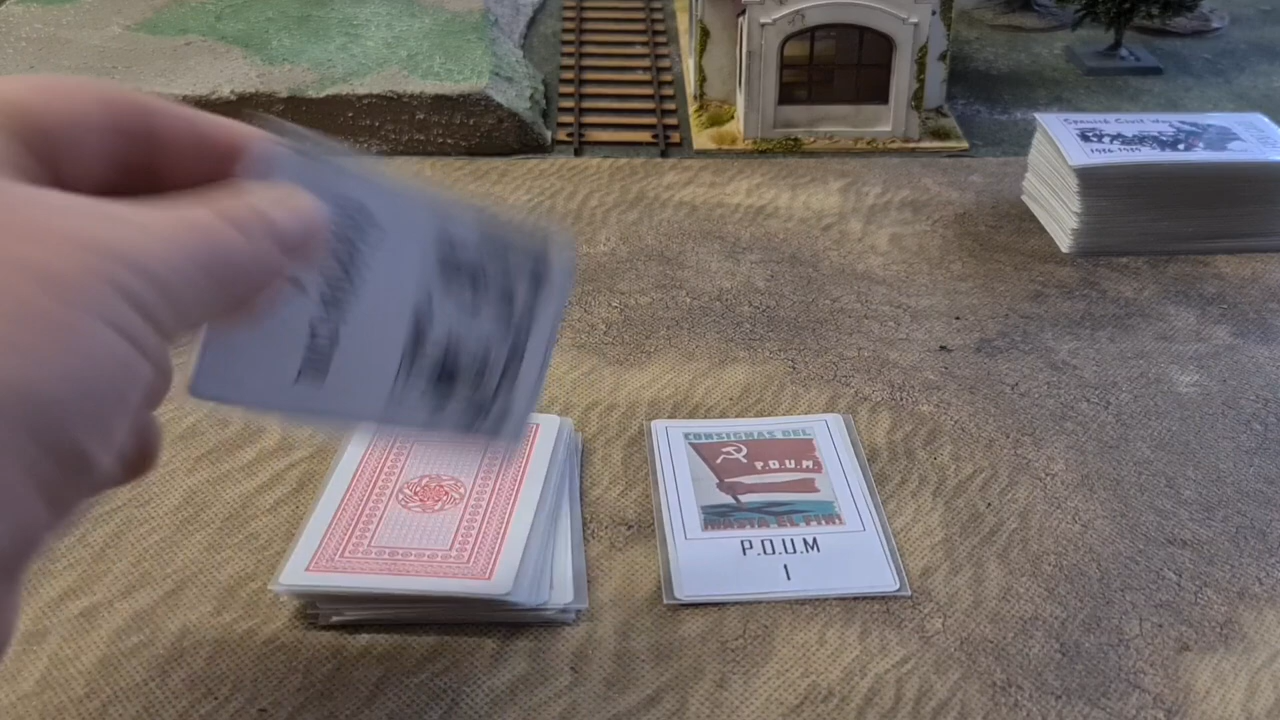 Spanish Civil War
1936-1939
CONSIGNAS DEL
P.O.U.M.
¡HASTA EL FIN!
P.O.U.M
1